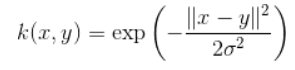 k(x, y) = exp(−‖x − y‖² / 2σ²)